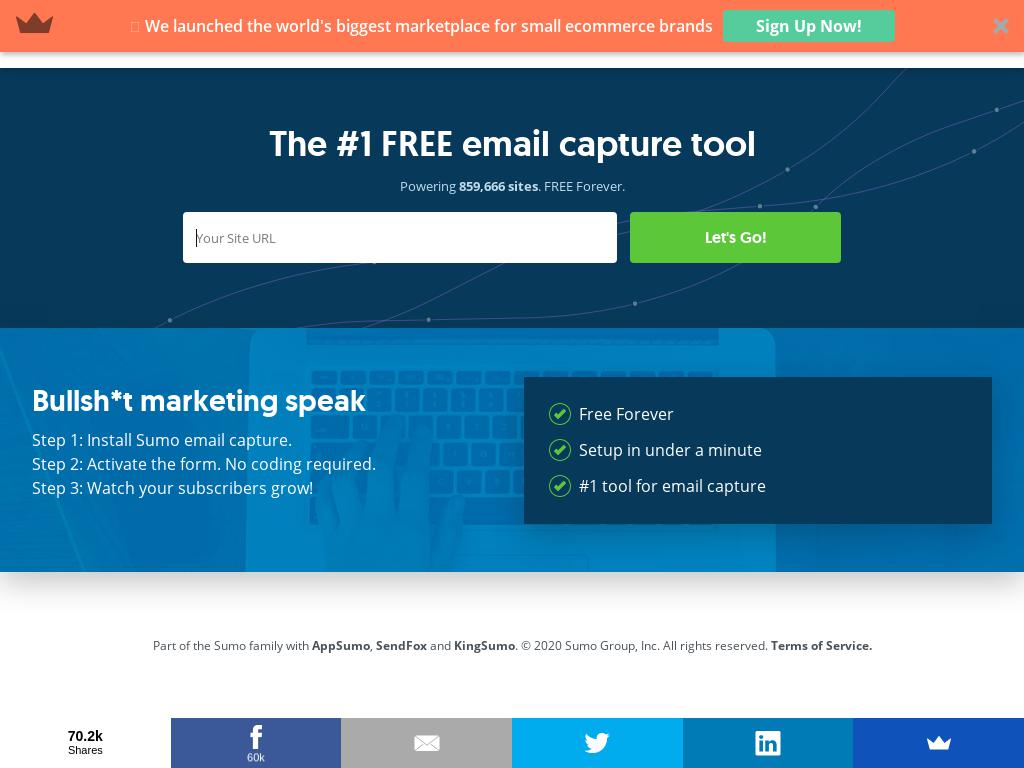 We launched the world's biggest marketplace for small ecommerce brands
Sign Up Now!
The #1 FREE email capture tool
Powering 859,666 sites. FREE Forever.
Your Site URL
Let's Go!
Bullsh*t marketing speak
Step 1: Install Sumo email capture.
Step 2: Activate the form. No coding required.
Step 3: Watch your subscribers grow!
Free Forever
Setup in under a minute
#1 tool for email capture
Part of the Sumo family with AppSumo, SendFox and KingSumo. © 2020 Sumo Group, Inc. All rights reserved. Terms of Service.
70.2k
Shares
60k